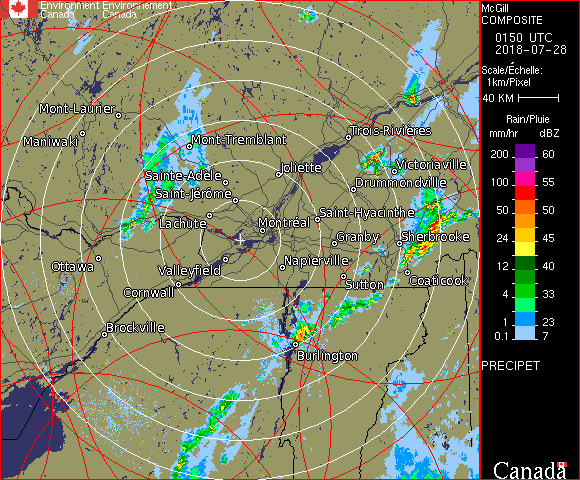 Environment Environnement
Canada Canada
Mont-Laurier
Maniwaki
Mont-Tremblant
Trois-Rivières
Sainte-Adèle
Joliette
Victoriaville
Drummondville
Saint-Jérôme
Lachute
Montréal
Saint-Hyacinthe
Granby
Sherbrooke
Ottawa
Valleyfield
Napierville
Cornwall
Sutton
Coaticook
Brockville
Burlington
McGill
COMPOSITE
0150 UTC
2018-07-28
Scale/Échelle:
1km/Pixel
40 KM
Rain/Pluie
mm/hr dBZ
200 60
100 55
50 50
24 45
12 40
4 33
1 23
0.1 7
PRECIPET
Canada